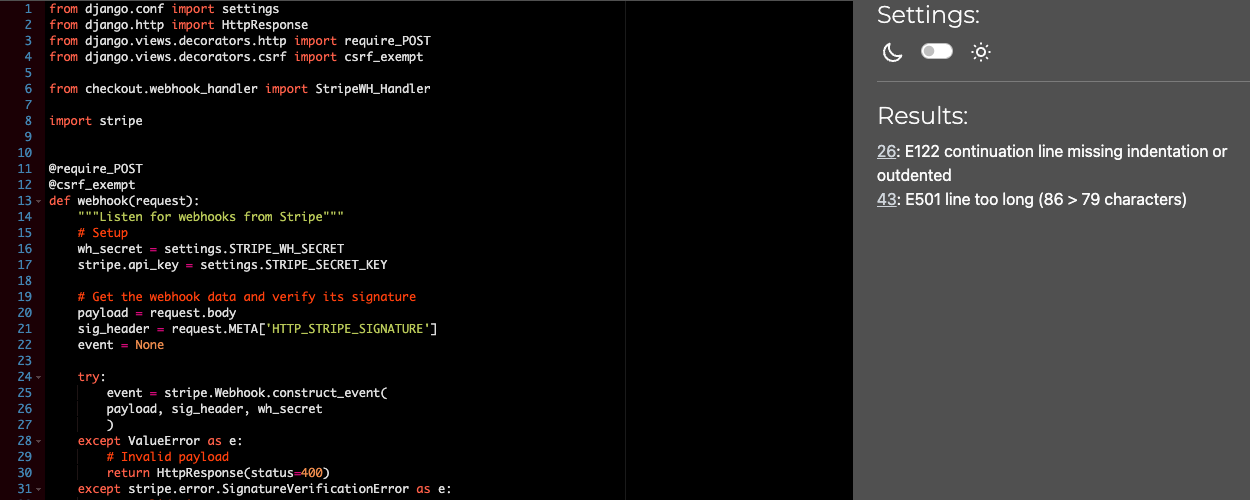 1 from django.conf import settings
2 from django.http import HttpResponse
3 from django.views.decorators.http import require_POST
4 from django.views.decorators.csrf import csrf_exempt
5
6 from checkout.webhook_handler import StripeWH_Handler
7
8 import stripe
9
10
11 @require_POST
12 @csrf_exempt
13 def webhook(request):
14     """Listen for webhooks from Stripe"""
15     # Setup
16     wh_secret = settings.STRIPE_WH_SECRET
17     stripe.api_key = settings.STRIPE_SECRET_KEY
18
19     # Get the webhook data and verify its signature
20     payload = request.body
21     sig_header = request.META['HTTP_STRIPE_SIGNATURE']
22     event = None
23
24     try:
25         event = stripe.Webhook.construct_event(
26         payload, sig_header, wh_secret
27         )
28     except ValueError as e:
29         # Invalid payload
30         return HttpResponse(status=400)
31     except stripe.error.SignatureVerificationError as e:
Settings:
Results:
26: E122 continuation line missing indentation or
outdented
43: E501 line too long (86 > 79 characters)